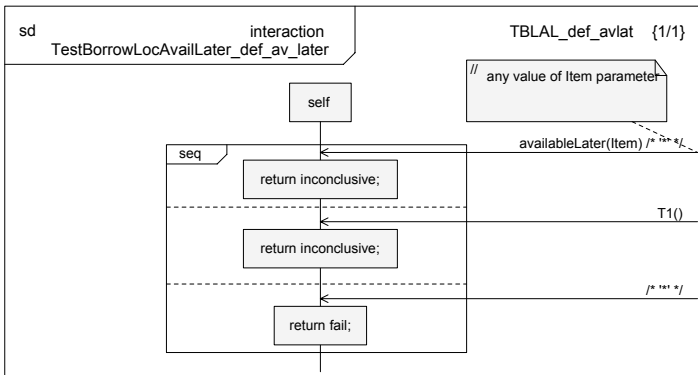 sd interaction TBLAL_def_avlat {1/1}
TestBorrowLocAvailLater_def_av_later
// any value of Item parameter
self
availableLater(Item) /* '*' */
seq
return inconclusive;
T1()
return inconclusive;
/* '*' */
return fail;